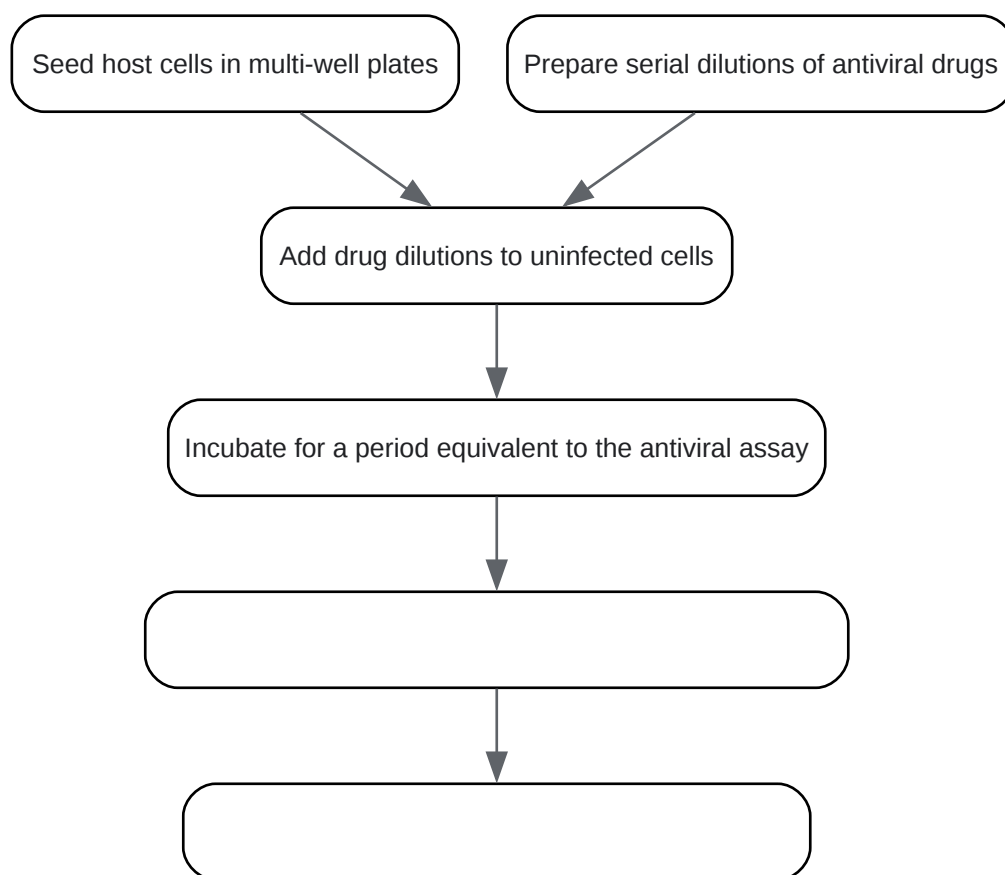 Seed host cells in multi-well plates
Prepare serial dilutions of antiviral drugs
Add drug dilutions to uninfected cells
Incubate for a period equivalent to the antiviral assay